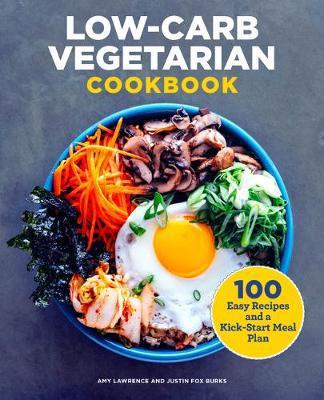 LOW-CARB
VEGETARIAN
COOKBOOK
100
Easy Recipes
and a
Kick-Start Meal
Plan
AMY LAWRENCE AND JUSTIN FOX BURKS